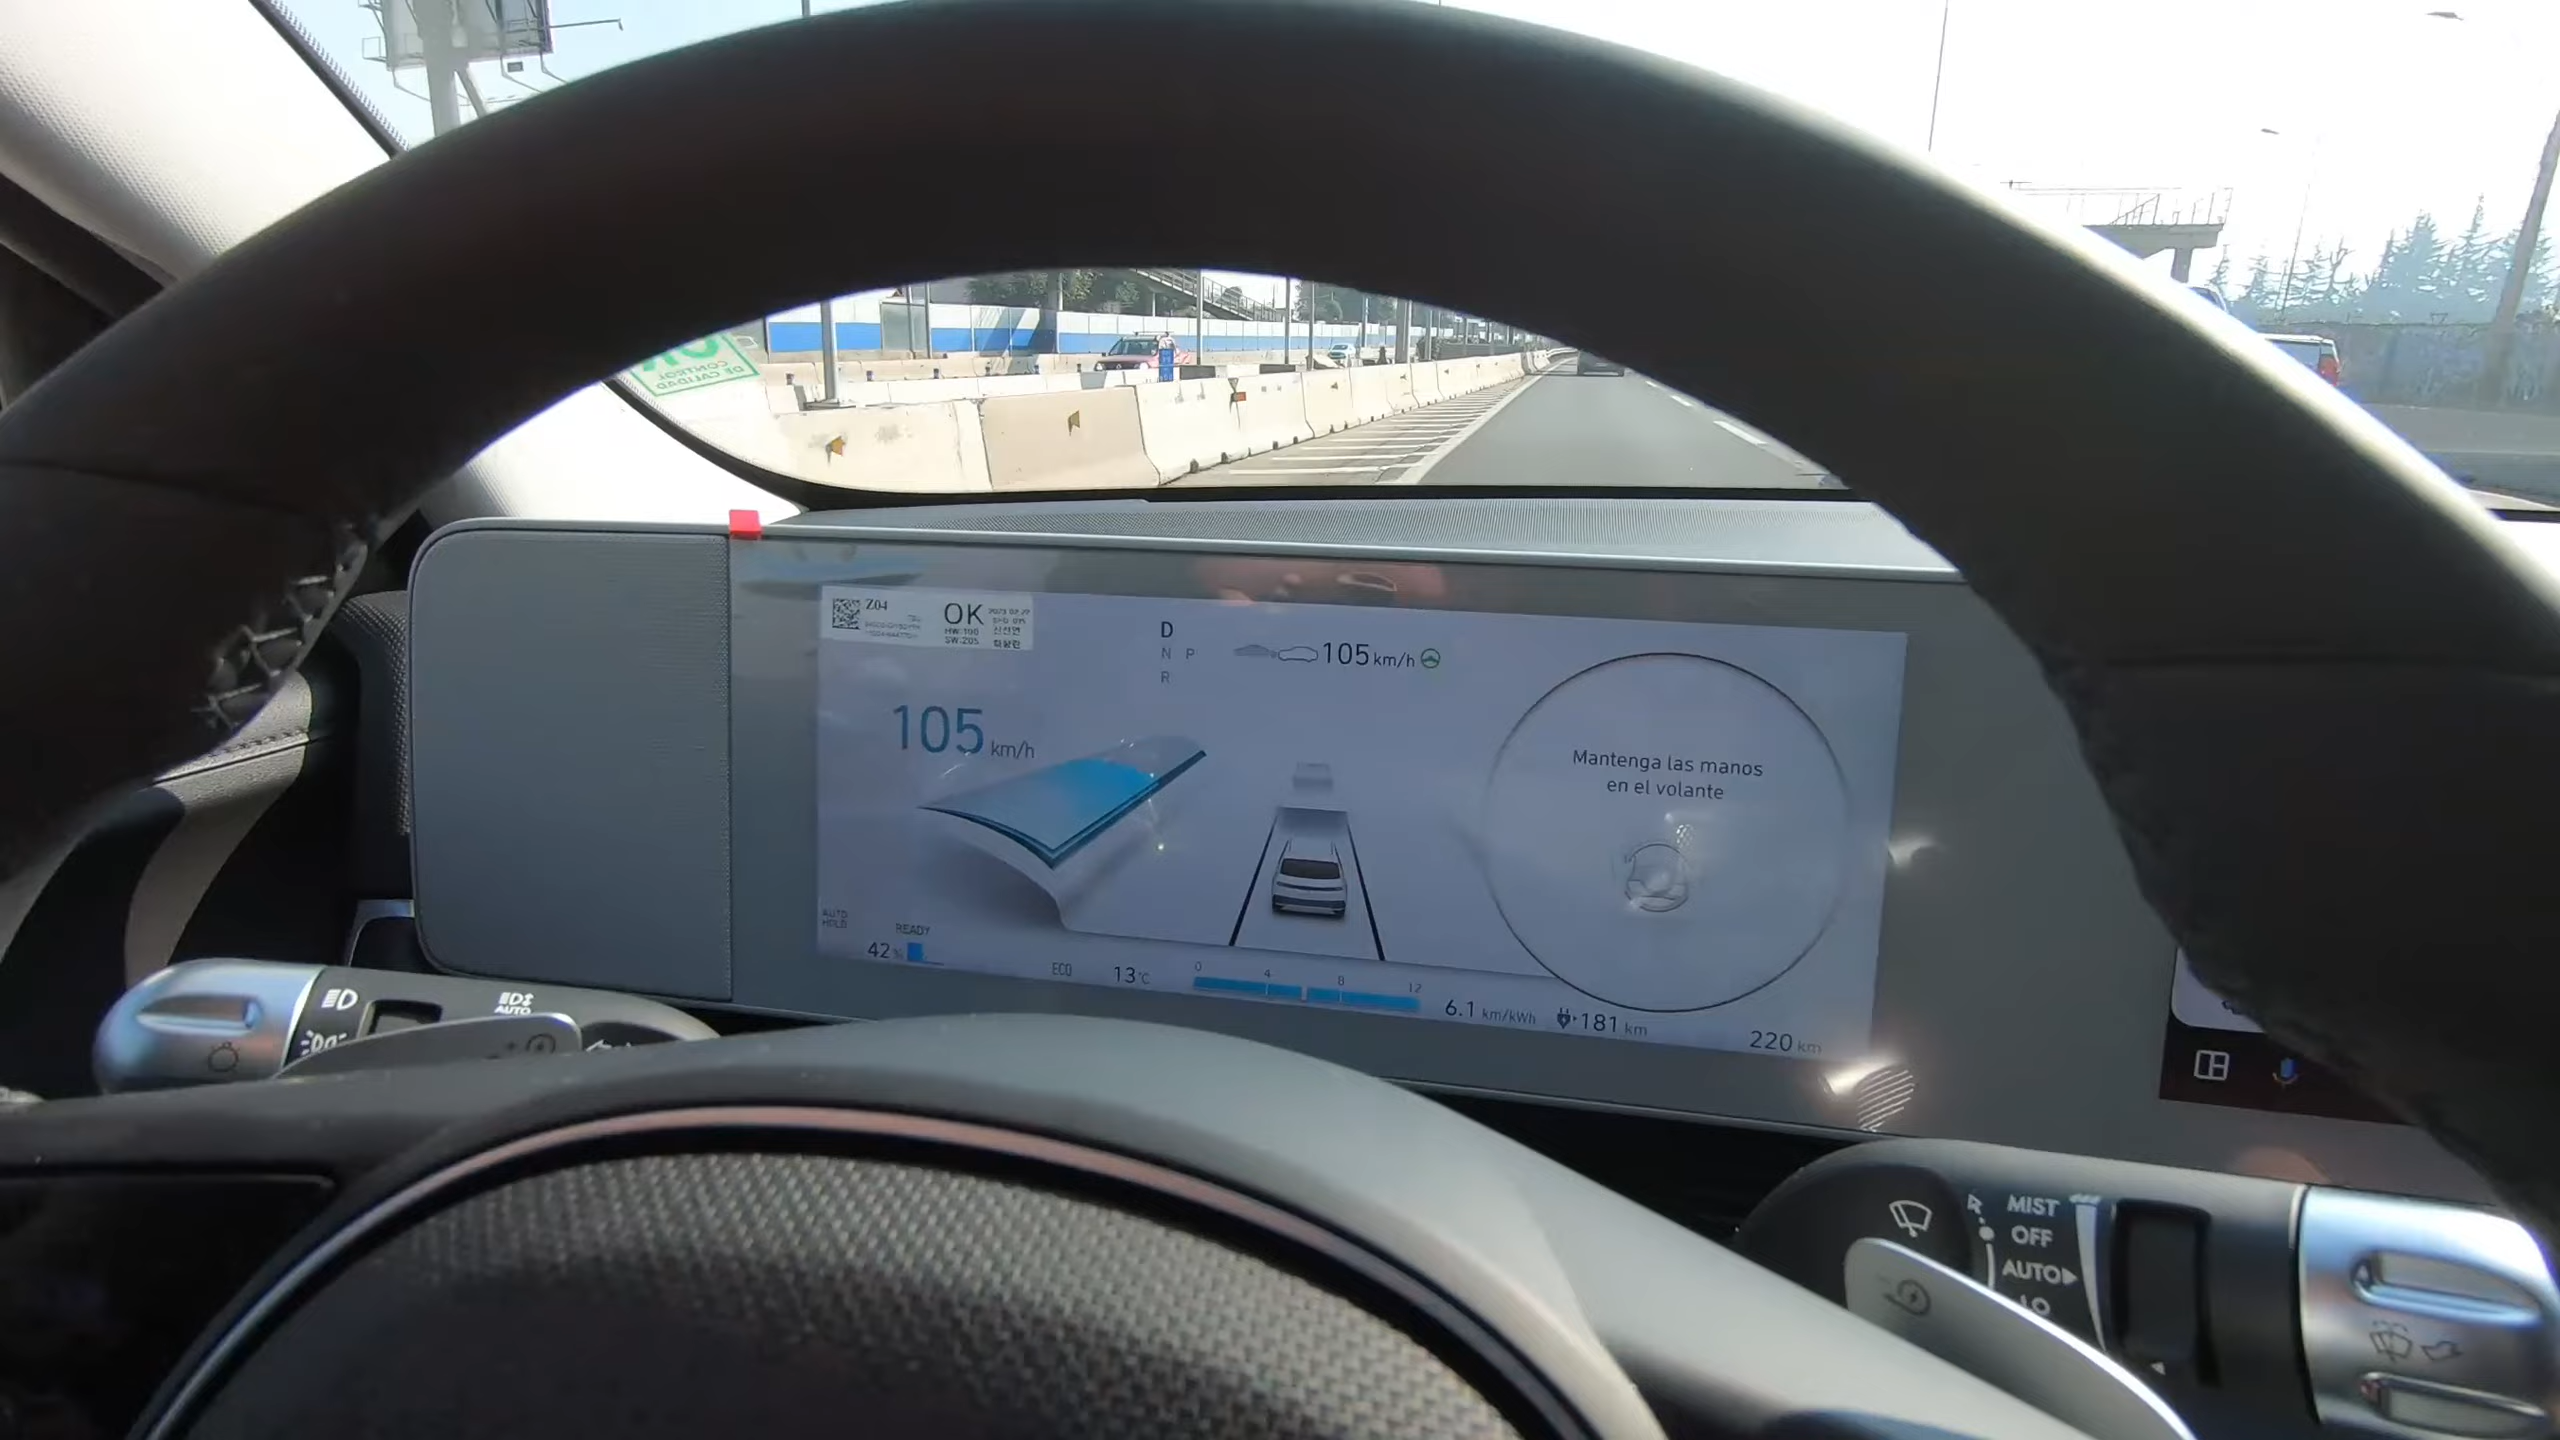 CONTROL
DE CALIDAD
Z04
OK
HW:100
SW:205
D
N P
R
105 km/h
105 km/h
Mantenga las manos
en el volante
AUTO
HOLD
READY
42 %
ECO
13°C
0 4 8 12
6.1 km/kWh
181 km
220 km
AUTO
MIST
OFF
AUTO
LO